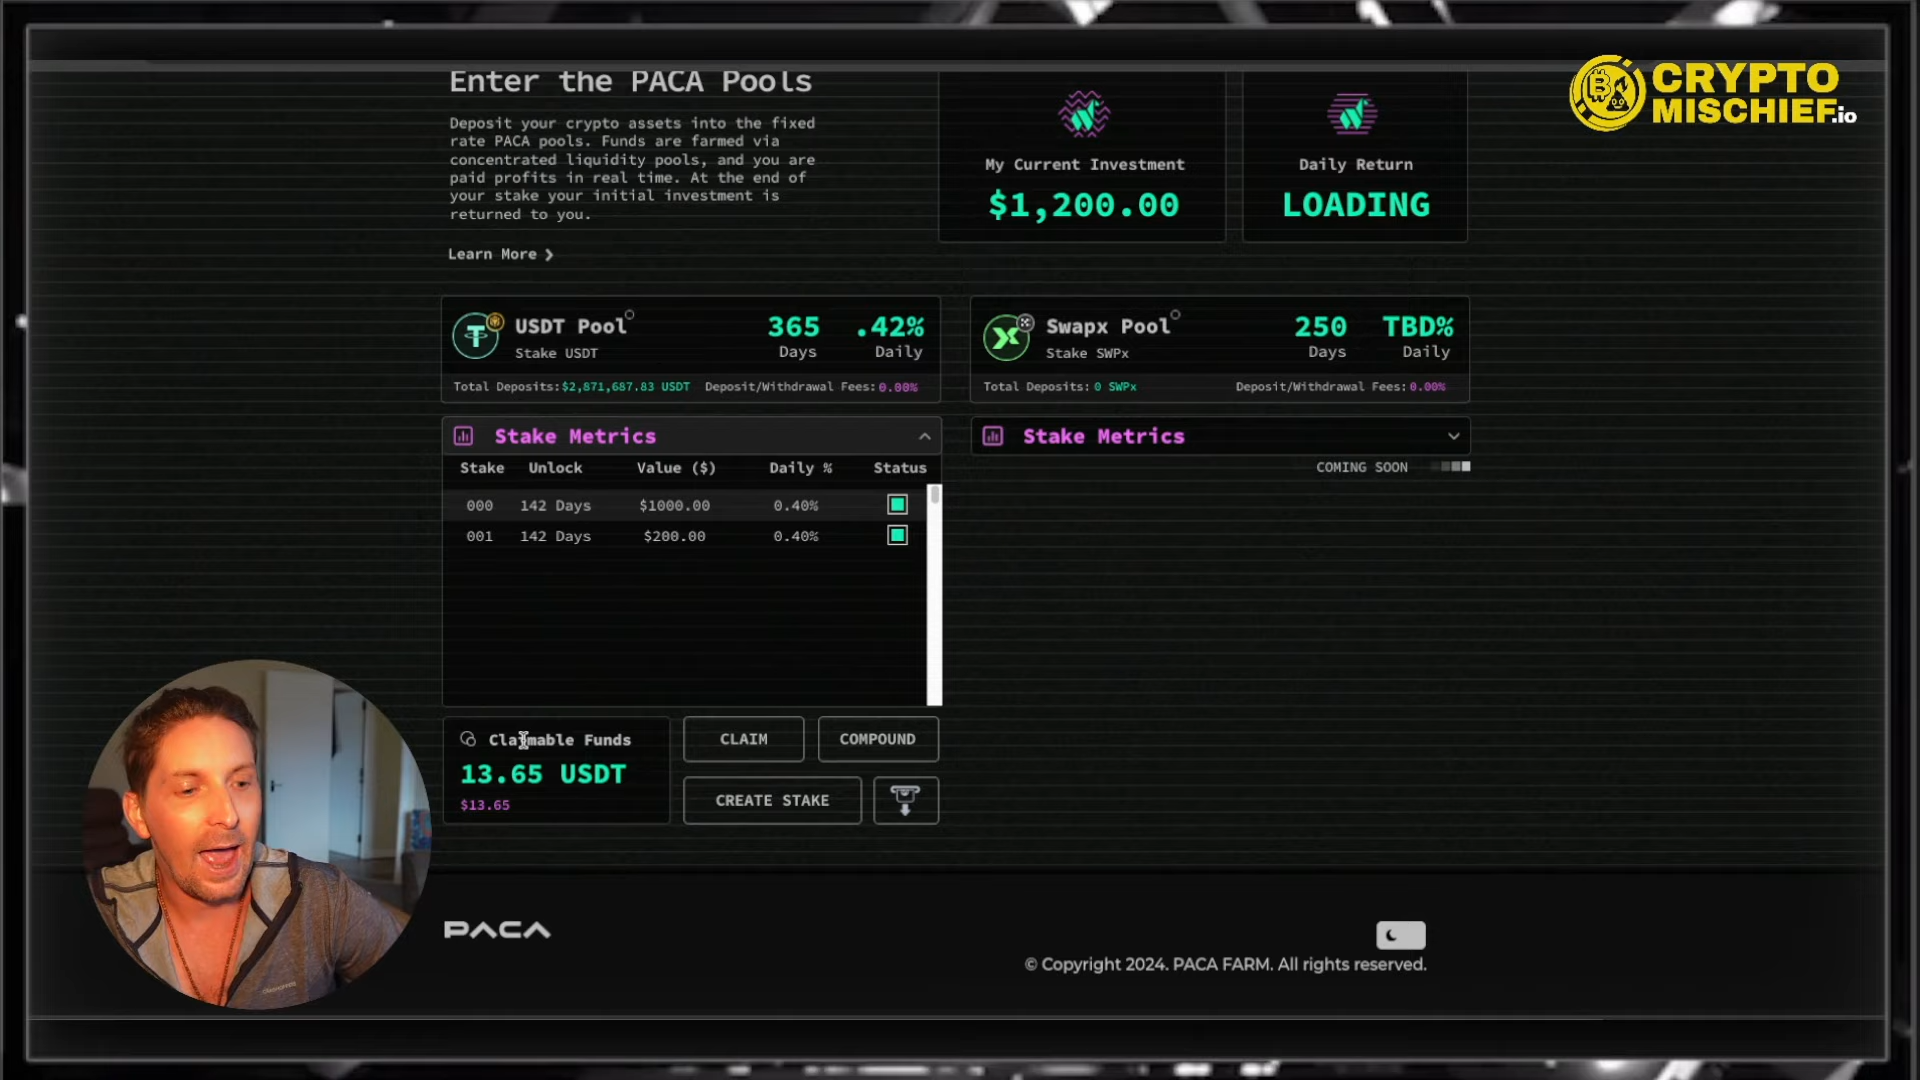 Enter the PACA Pools
Deposit your crypto assets into the fixed
rate PACA pools. Funds are farmed via
concentrated liquidity pools, and you are
paid profits in real time. At the end of
your stake your initial investment is
returned to you.
Learn More
My Current Investment
$1,200.00
Daily Return
LOADING
CRYPTO
MISCHIEF.io
USDT Pool 365 .42%
Stake USDT Days Daily
Total Deposits:$2,871,687.83 USDT Deposit/Withdrawal Fees:0.00%
Swapx Pool 250 TBD%
Stake SWPx Days Daily
Total Deposits: 0 SWPx Deposit/Withdrawal Fees:0.00%
Stake Metrics
Stake Unlock Value ($) Daily % Status
000 142 Days $1000.00 0.40%
001 142 Days $200.00 0.40%
Stake Metrics
COMING SOON
Claimable Funds
13.65 USDT
$13.65
CLAIM
COMPOUND
CREATE STAKE
PACA
© Copyright 2024. PACA FARM. All rights reserved.